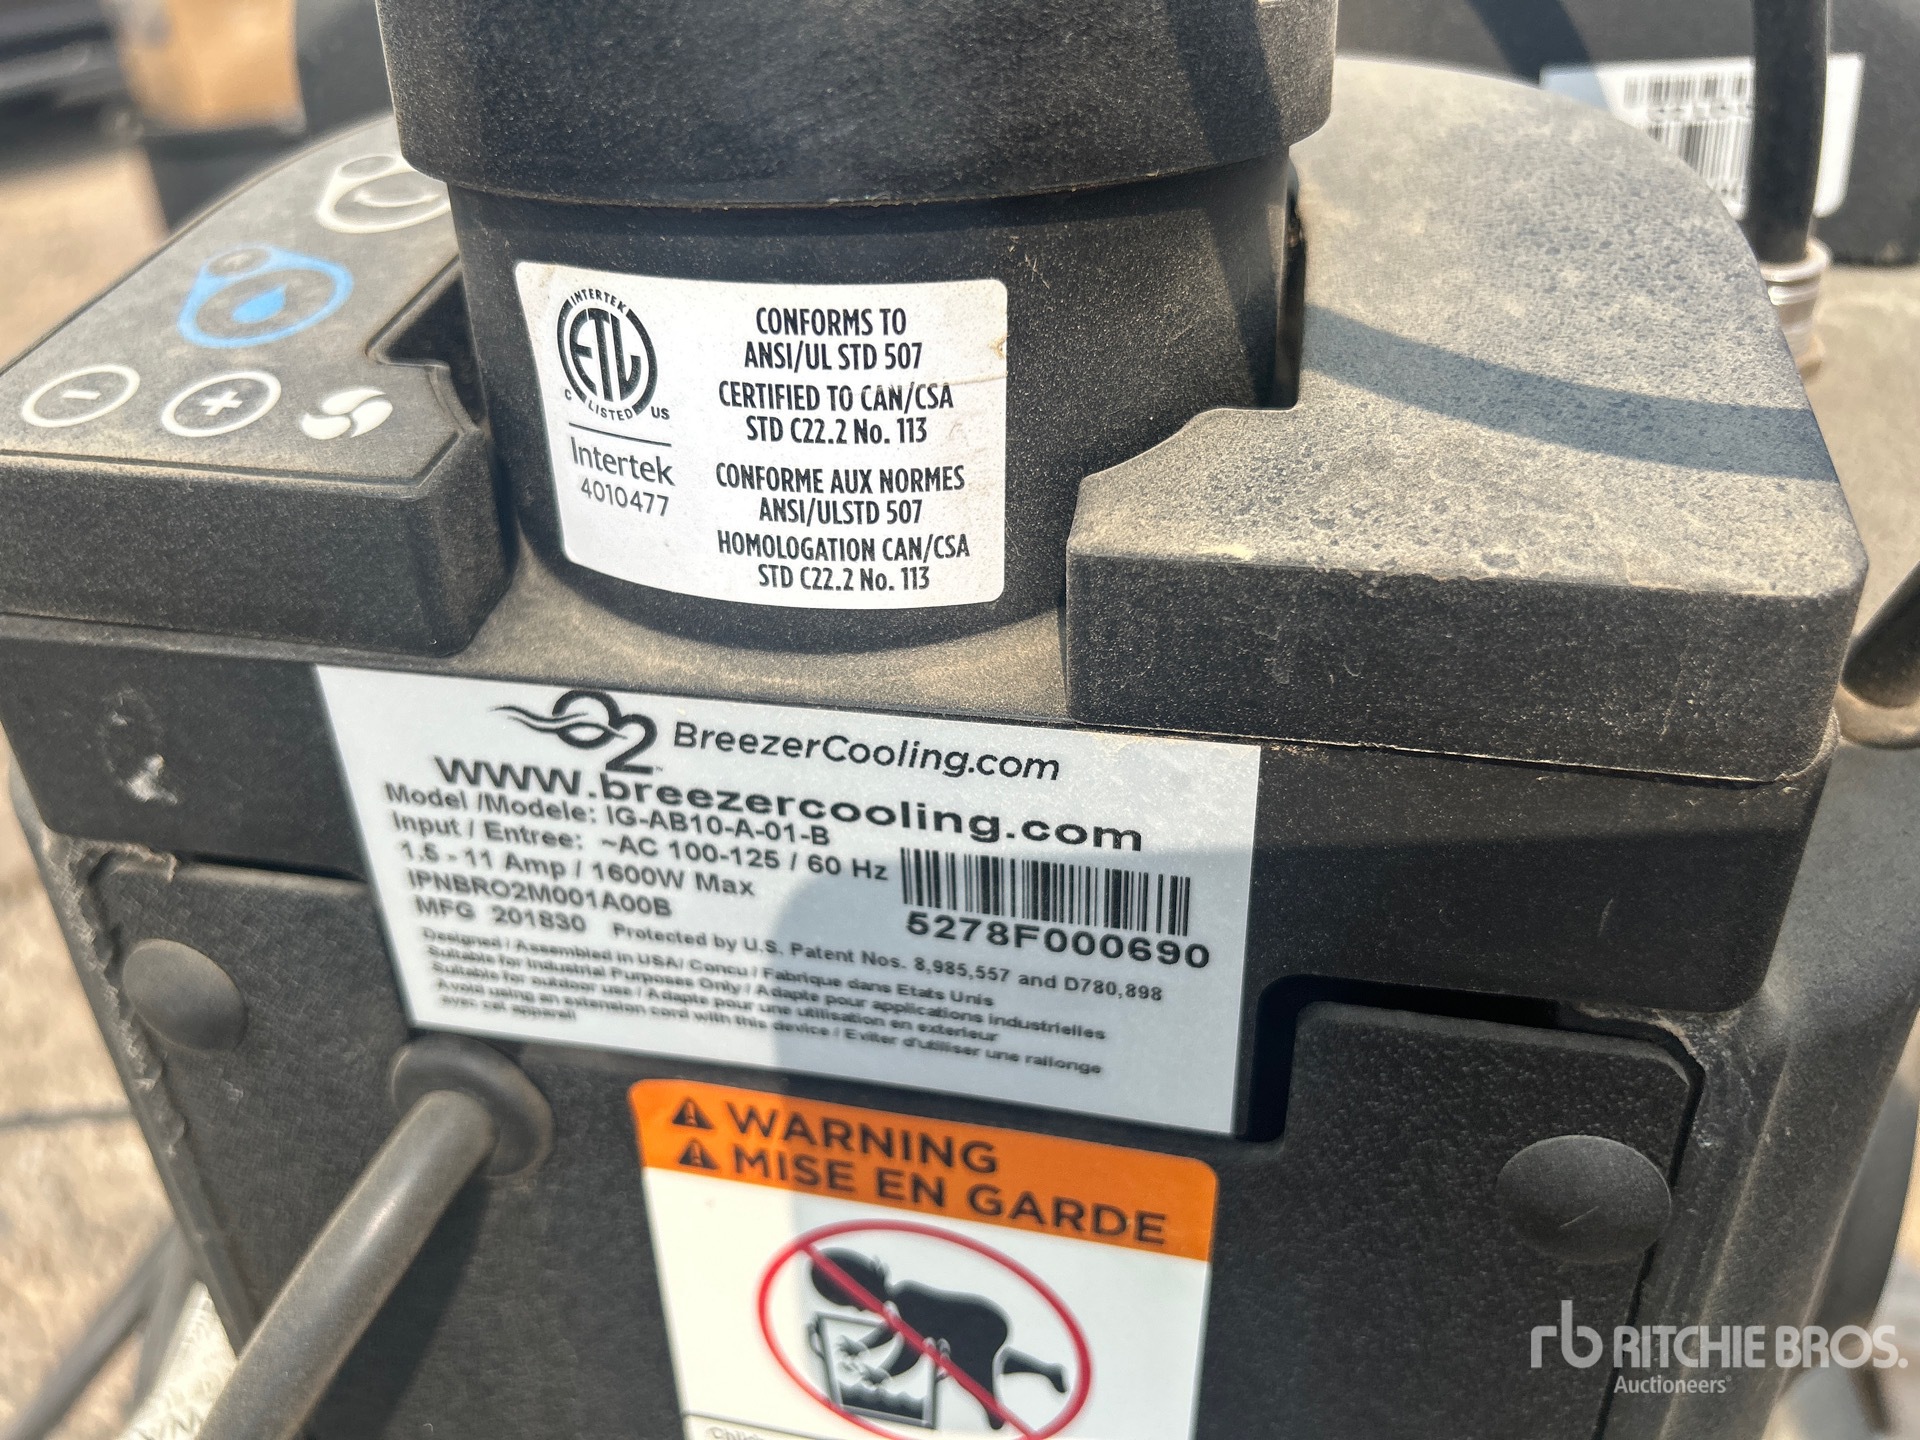 INTERTEK
ETL
C LISTED US
Intertek
4010477
CONFORMS TO
ANSI/UL STD 507
CERTIFIED TO CAN/CSA
STD C22.2 No. 113
CONFORME AUX NORMES
ANSI/ULSTD 507
HOMOLOGATION CAN/CSA
STD C22.2 No. 113
O2 BreezerCooling.com
www.breezercooling.com
Model /Modele: IG-AB10-A-01-B
Input / Entree: ~AC 100-125 / 60 Hz
1.5 - 11 Amp / 1600W Max
IPNBRO2M001A00B
MFG 201830
5278F000690
Protected by U.S. Patent Nos. 8,985,557 and D780,898
Designed / Assembled in USA/ Concu / Fabrique dans Etats Unis
Suitable for Industrial Purposes Only / Adapte pour applications industrielles
Suitable for outdoor use / Adapte pour une utilisation en exterieur
Avoid using an extension cord with this device / Eviter d'utiliser une rallonge
avec cet appareil
WARNING
MISE EN GARDE
rb RITCHIE BROS.
Auctioneers